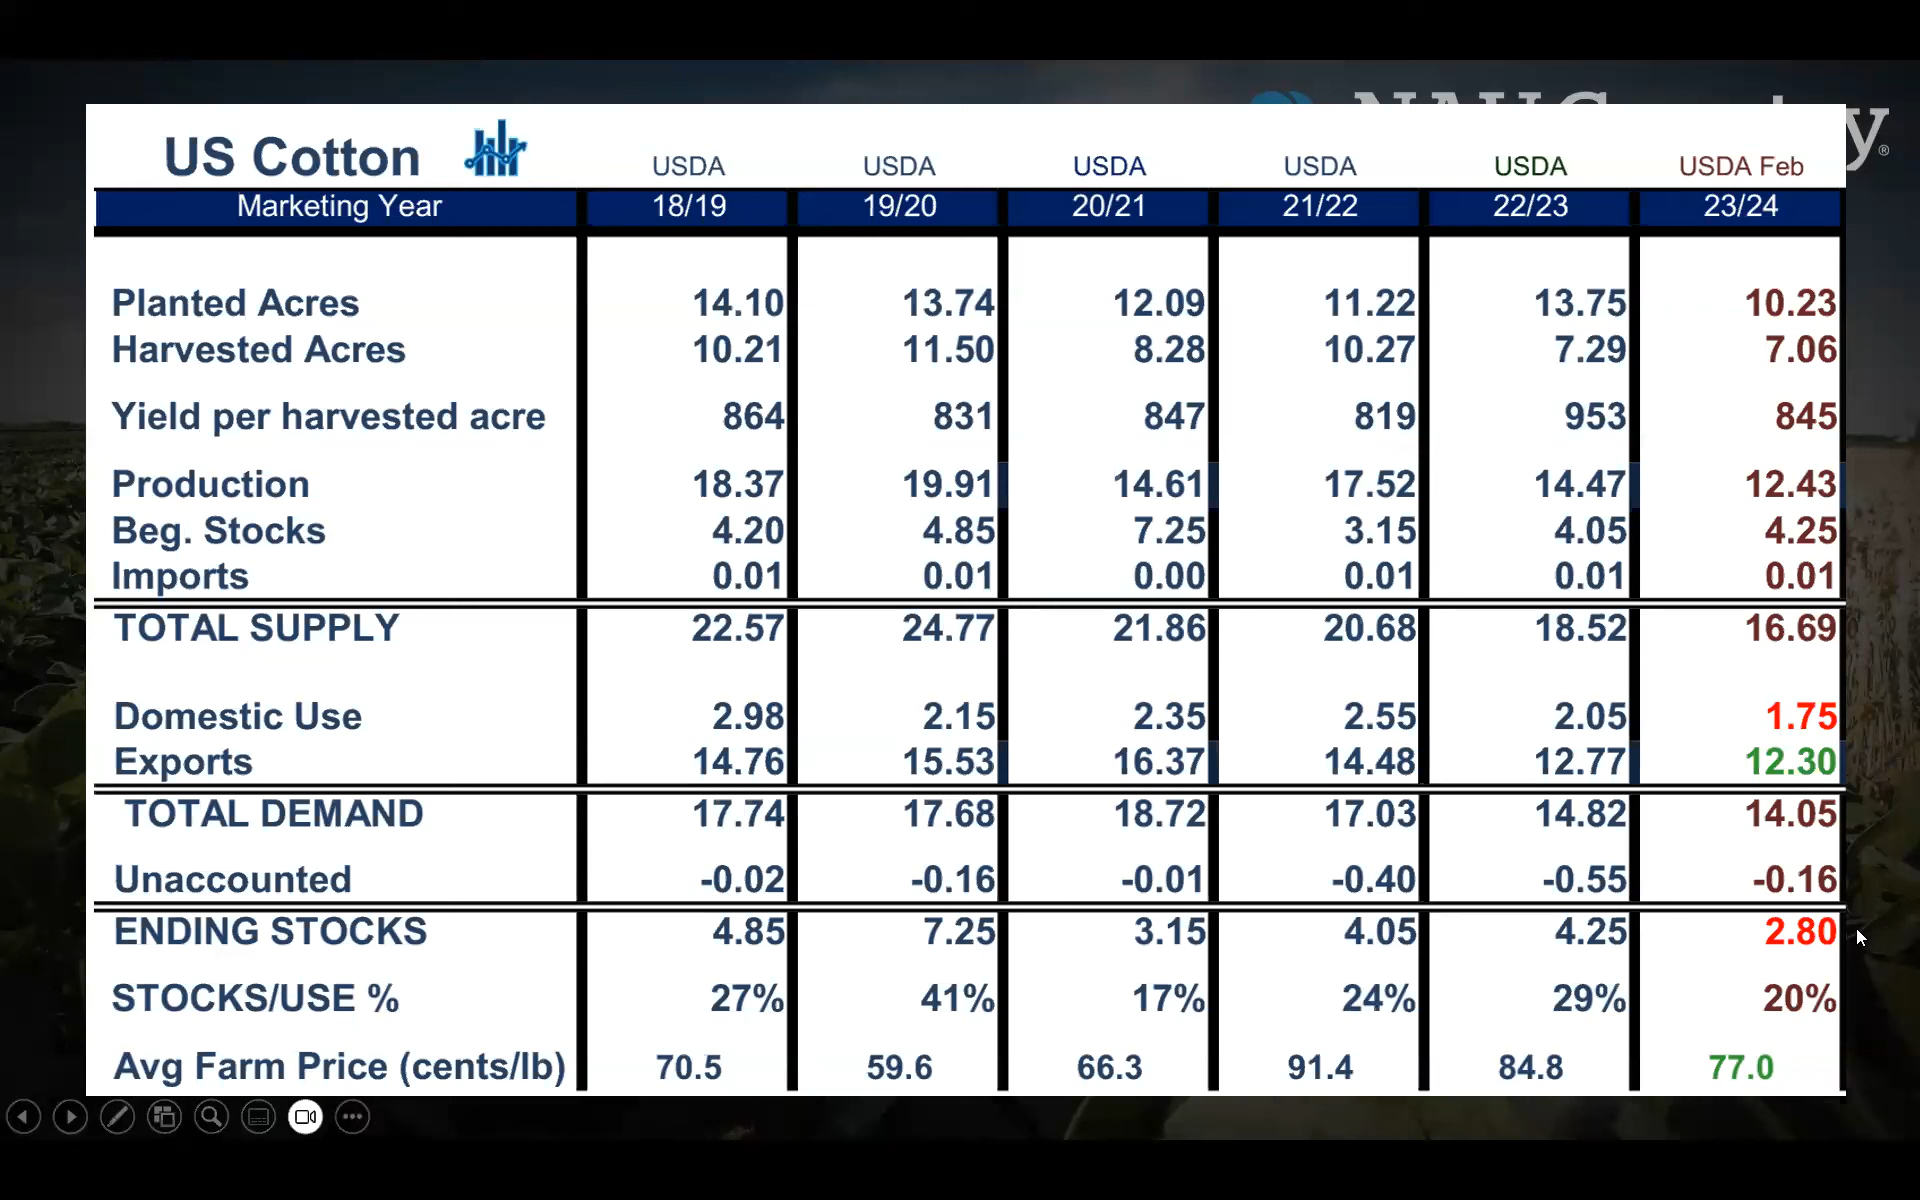 US Cotton USDA USDA USDA USDA USDA USDA Feb
Marketing Year 18/19 19/20 20/21 21/22 22/23 23/24
Planted Acres 14.10 13.74 12.09 11.22 13.75 10.23
Harvested Acres 10.21 11.50 8.28 10.27 7.29 7.06
Yield per harvested acre 864 831 847 819 953 845
Production 18.37 19.91 14.61 17.52 14.47 12.43
Beg. Stocks 4.20 4.85 7.25 3.15 4.05 4.25
Imports 0.01 0.01 0.00 0.01 0.01 0.01
TOTAL SUPPLY 22.57 24.77 21.86 20.68 18.52 16.69
Domestic Use 2.98 2.15 2.35 2.55 2.05 1.75
Exports 14.76 15.53 16.37 14.48 12.77 12.30
TOTAL DEMAND 17.74 17.68 18.72 17.03 14.82 14.05
Unaccounted -0.02 -0.16 -0.01 -0.40 -0.55 -0.16
ENDING STOCKS 4.85 7.25 3.15 4.05 4.25 2.80
STOCKS/USE % 27% 41% 17% 24% 29% 20%
Avg Farm Price (cents/lb) 70.5 59.6 66.3 91.4 84.8 77.0